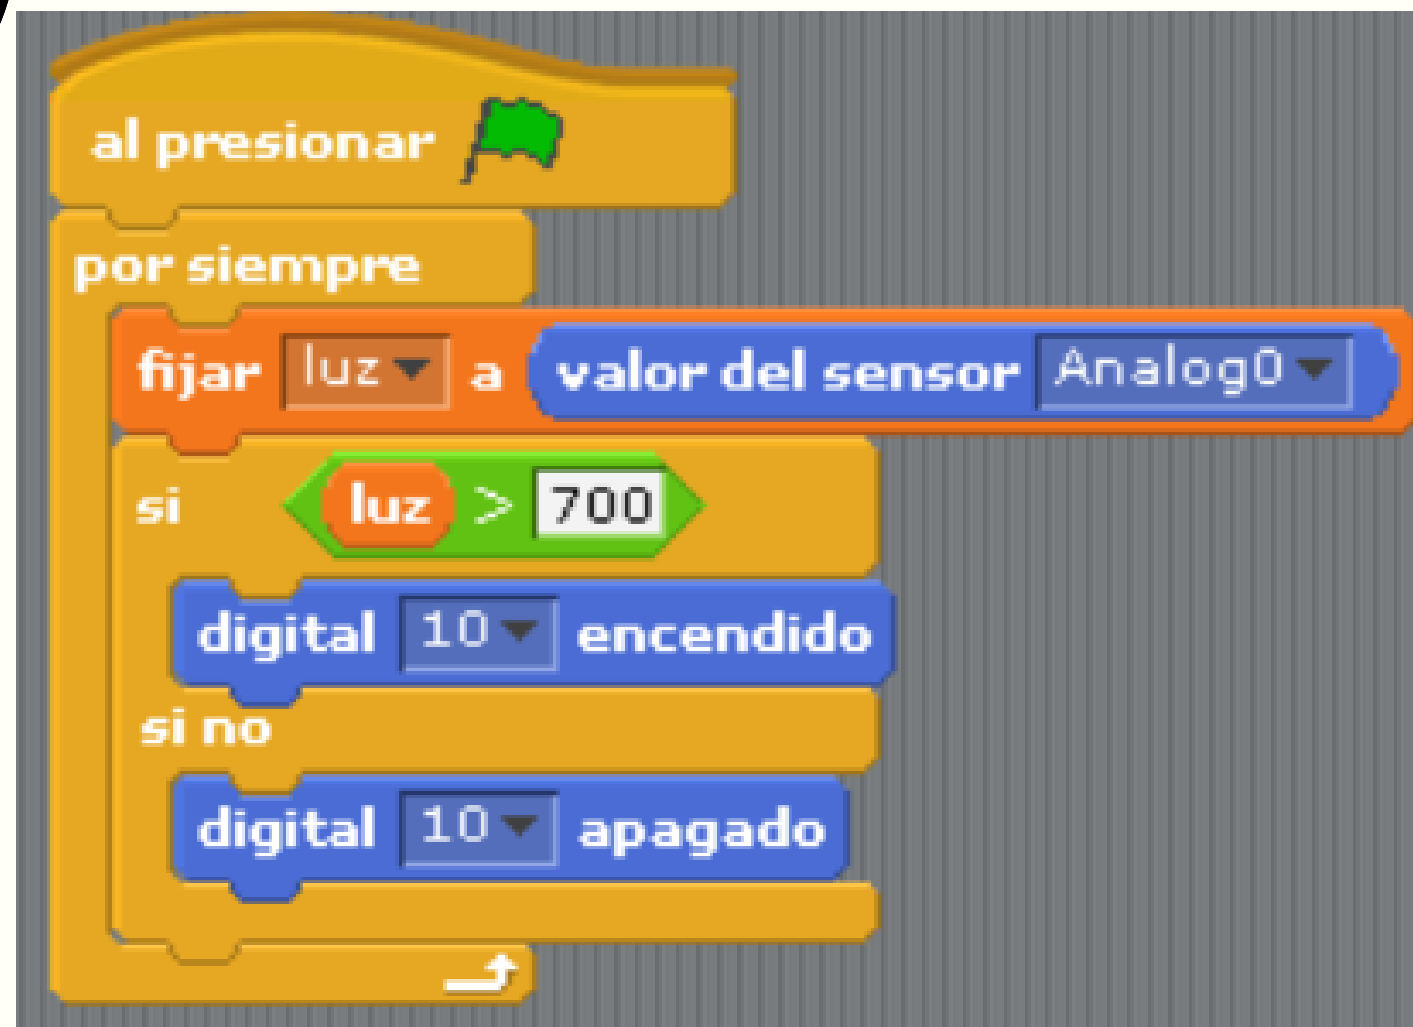 al presionar
por siempre
fijar luz a valor del sensor Analog0
si luz > 700
digital 10 encendido
si no
digital 10 apagado